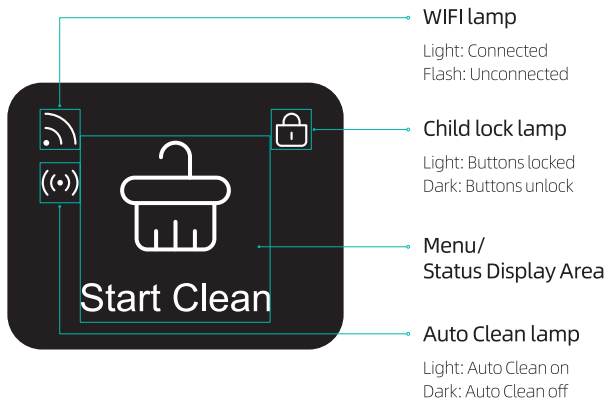 WIFI lamp
Light: Connected
Flash: Unconnected
Child lock lamp
Light: Buttons locked
Dark: Buttons unlock
Menu/
Status Display Area
Start Clean
Auto Clean lamp
Light: Auto Clean on
Dark: Auto Clean off